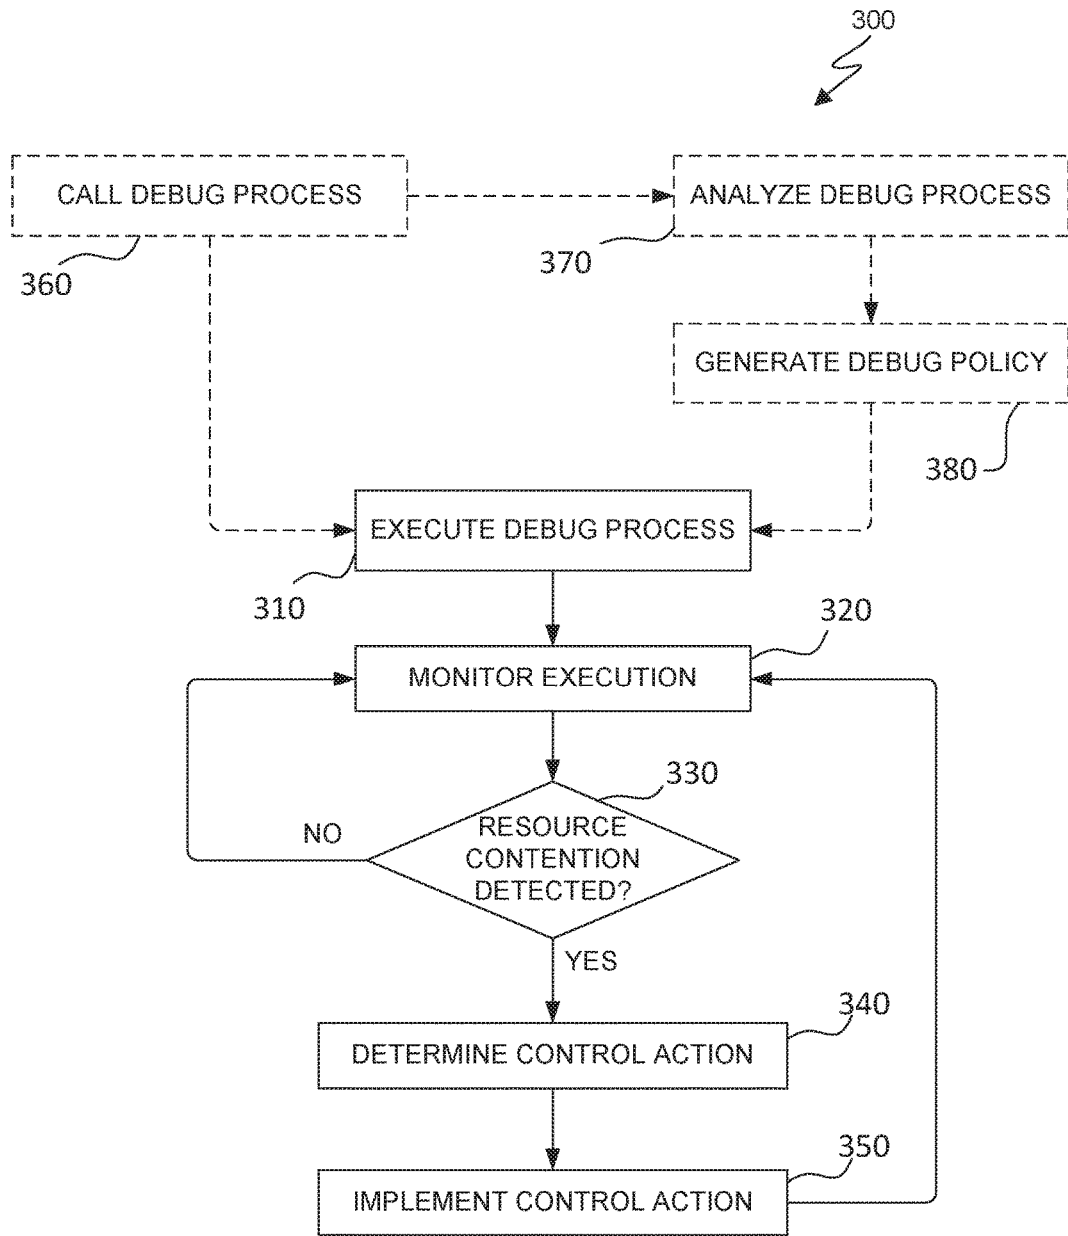 300
CALL DEBUG PROCESS
ANALYZE DEBUG PROCESS
360
370
GENERATE DEBUG POLICY
380
EXECUTE DEBUG PROCESS
310
320
MONITOR EXECUTION
330
NO
RESOURCE
CONTENTION
DETECTED?
YES
340
DETERMINE CONTROL ACTION
350
IMPLEMENT CONTROL ACTION